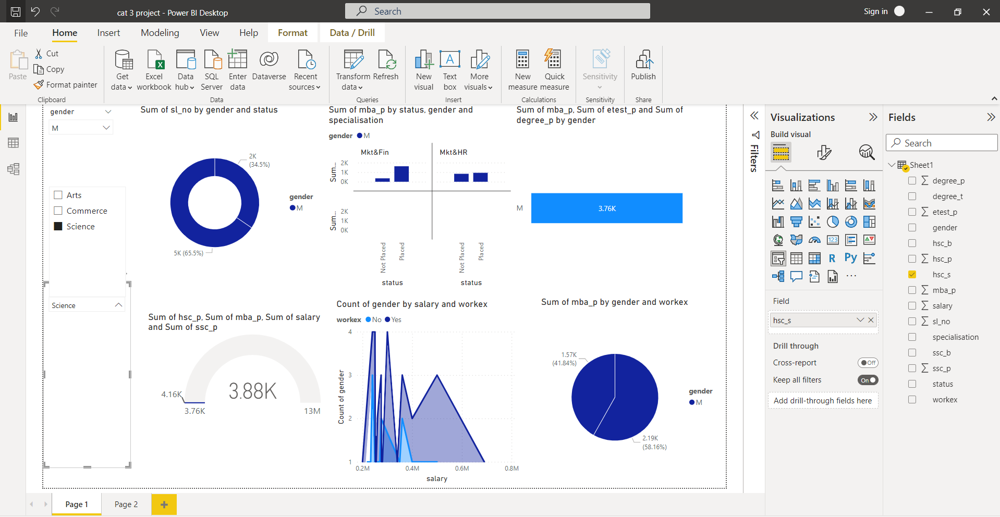 cat 3 project - Power BI Desktop
Search
Sign in
File
Home
Insert
Modeling
View
Help
Format
Data / Drill
Paste
Cut
Copy
Format painter
Clipboard
Get data
Excel workbook
Data hub
SQL Server
Enter data
Dataverse
Recent sources
Data
Transform data
Refresh
Queries
New visual
Text box
More visuals
Insert
New measure
Quick measure
Calculations
Sensitivity
Sensitivity
Publish
Share
gender
M
Arts
Commerce
Science
Science
Sum of sl_no by gender and status
2K
(34.5%)
5K (65.5%)
gender
M
Sum of mba_p by status, gender and
specialisation
gender M
Mkt&Fin
Mkt&HR
Sum...
2K
1K
0K
Sum...
2K
1K
0K
Not Placed
Placed
Not Placed
Placed
status
status
Sum of mba_p, Sum of etest_p and Sum of
degree_p by gender
M
3.76K
Sum of hsc_p, Sum of mba_p, Sum of salary
and Sum of ssc_p
4.16K
3.88K
3.76K
13M
Count of gender by salary and workex
workex No Yes
Count of gender
4
3
2
1
0.2M
0.4M
0.6M
0.8M
salary
Sum of mba_p by gender and workex
1.57K
(41.84%)
2.19K
(58.16%)
gender
M
Filters
Visualizations
Build visual
123
R
Py
Field
hsc_s
Drill through
Cross-report
Off
Keep all filters
On
Add drill-through fields here
Fields
Search
Sheet1
degree_p
degree_t
etest_p
gender
hsc_b
hsc_p
hsc_s
mba_p
salary
sl_no
specialisation
ssc_b
ssc_p
status
workex
Page 1
Page 2